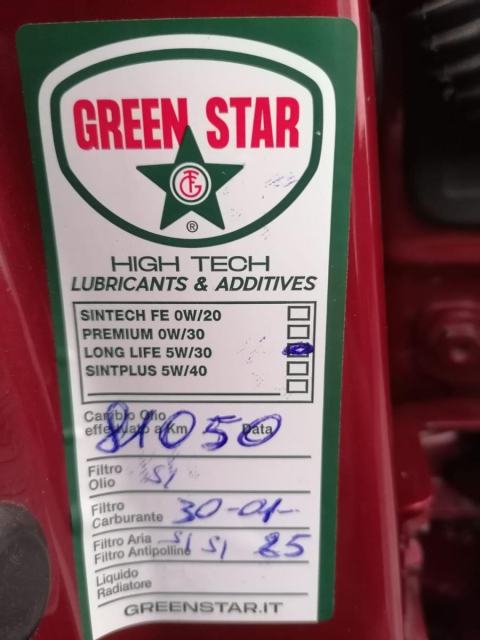 GREEN STAR
TFG
®
HIGH TECH
LUBRICANTS & ADDITIVES
SINTECH FE 0W/20
PREMIUM 0W/30
LONG LIFE 5W/30
SINTPLUS 5W/40
Cambio Olio
effettuato a Km 81050 Data
Filtro
Olio SI
Filtro
Carburante 30-01-
Filtro Aria SI
Filtro Antipolline SI 25
Liquido
Radiatore
GREENSTAR.IT